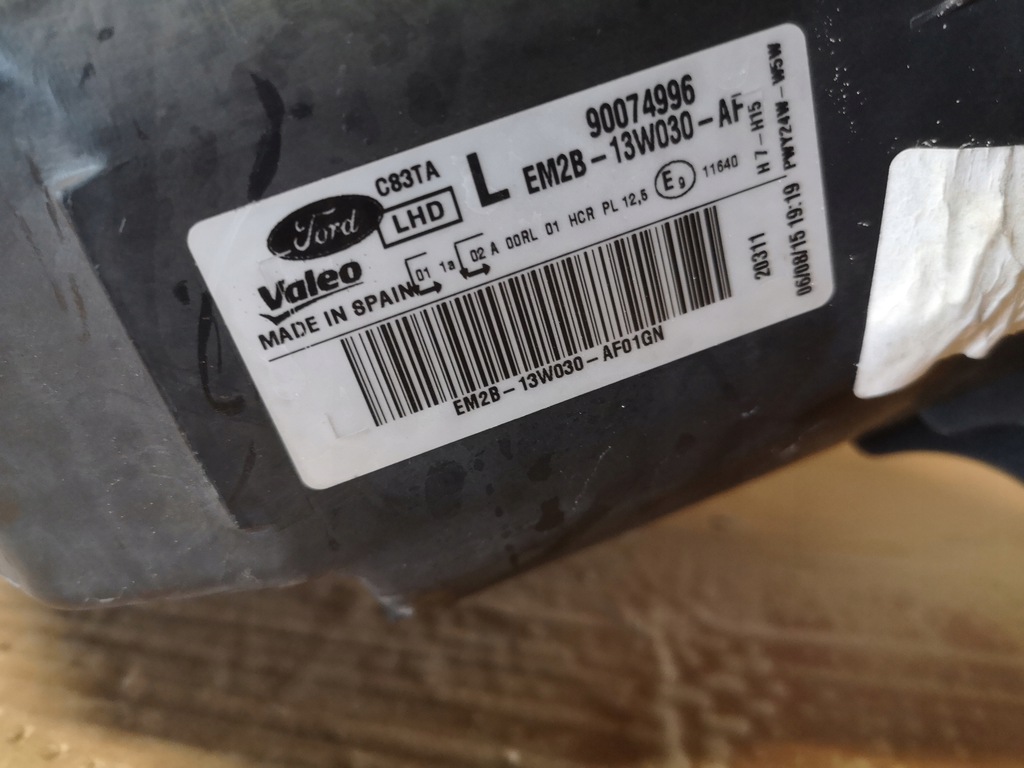 C83TA
Ford
LHD
L
90074996
EM2B-13W030-AF
Valeo
MADE IN SPAIN
01 1a 02 A 00RL 01 HCR PL 12,5 E9 11640
EM2B-13W030-AF01GN
H7-H15
PWY24W-W5W
20311
06/08/15 19:19